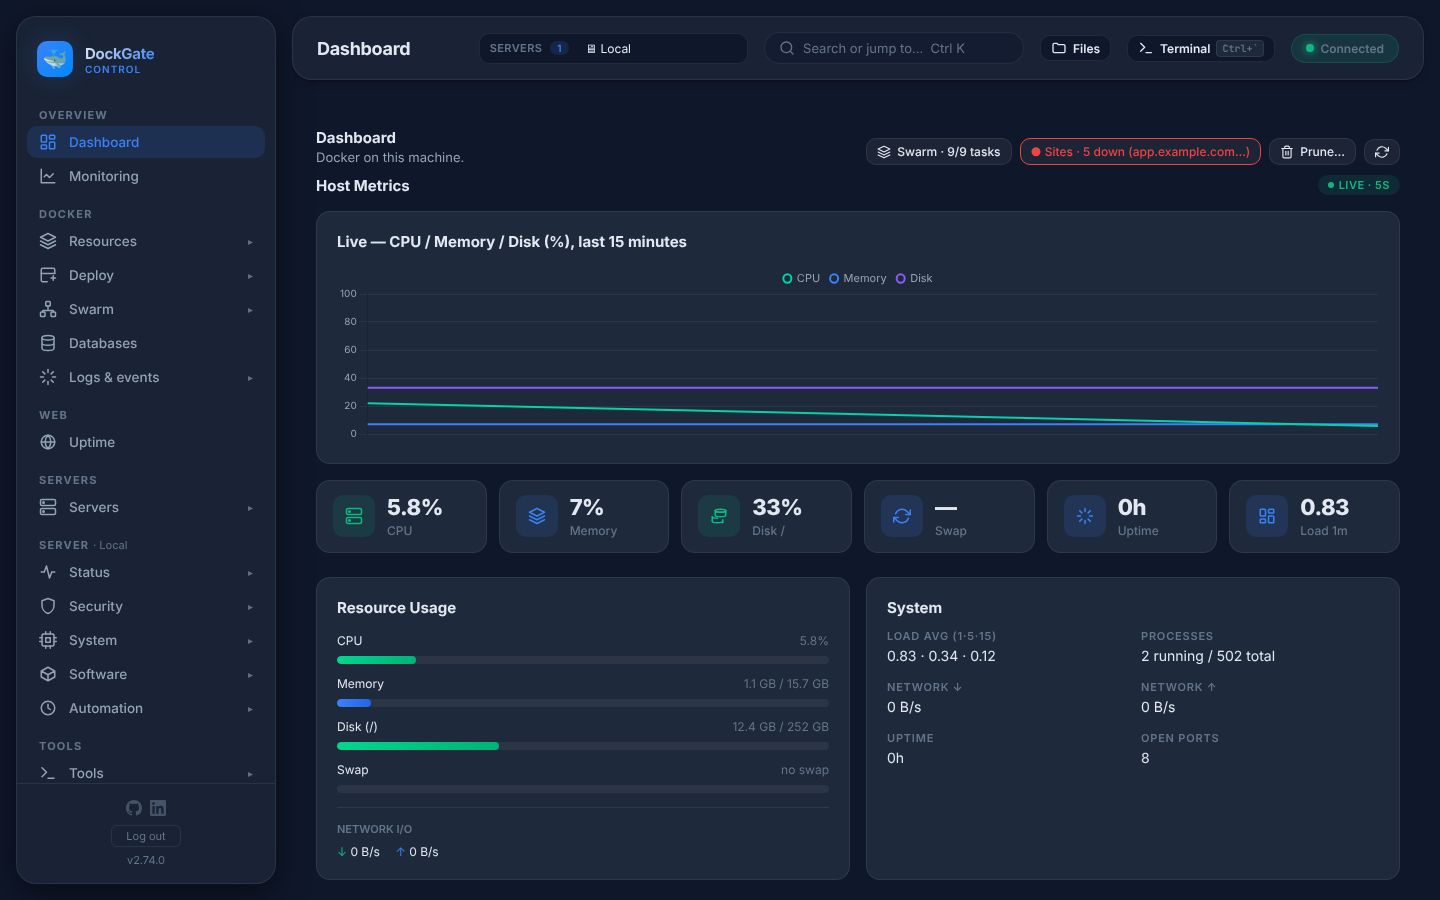 DockGate
CONTROL
OVERVIEW
Dashboard
Monitoring
DOCKER
Resources
Deploy
Swarm
Databases
Logs & events
WEB
Uptime
SERVERS
Servers
SERVER · Local
Status
Security
System
Software
Automation
TOOLS
Tools
Log out
v2.74.0
Dashboard
SERVERS 1 Local
Search or jump to... Ctrl K
Files
Terminal Ctrl+`
Connected
Dashboard
Docker on this machine.
Swarm · 9/9 tasks
Sites · 5 down (app.example.com...)
Prune...
Host Metrics
LIVE · 5S
Live — CPU / Memory / Disk (%), last 15 minutes
CPU Memory Disk
100
80
60
40
20
0
5.8%
CPU
7%
Memory
33%
Disk /
—
Swap
0h
Uptime
0.83
Load 1m
Resource Usage
CPU 5.8%
Memory 1.1 GB / 15.7 GB
Disk (/) 12.4 GB / 252 GB
Swap no swap
NETWORK I/O
↓ 0 B/s ↑ 0 B/s
System
LOAD AVG (1·5·15)
0.83 · 0.34 · 0.12
PROCESSES
2 running / 502 total
NETWORK ↓
0 B/s
NETWORK ↑
0 B/s
UPTIME
0h
OPEN PORTS
8